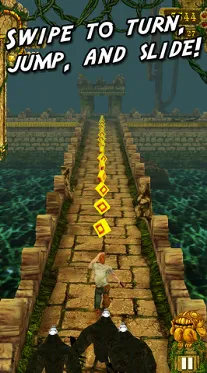 SWIPE TO TURN,
JUMP, AND SLIDE!